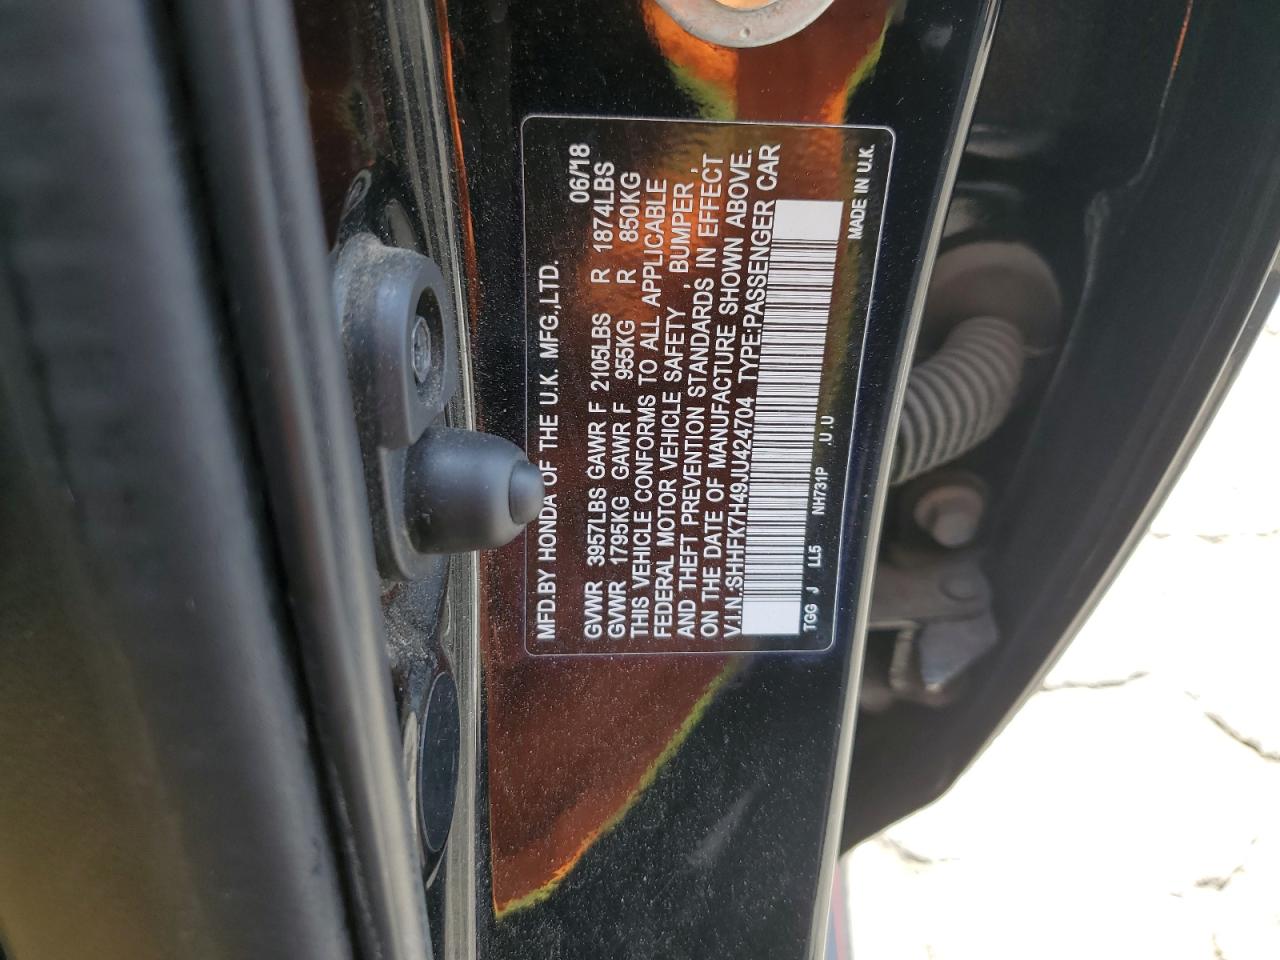 MFD.BY HONDA OF THE U.K. MFG.,LTD. 06/18
GVWR 3957LBS GAWR F 2105LBS R 1874LBS
GVWR 1795KG GAWR F 955KG R 850KG
THIS VEHICLE CONFORMS TO ALL APPLICABLE
FEDERAL MOTOR VEHICLE SAFETY , BUMPER ,
AND THEFT PREVENTION STANDARDS IN EFFECT
ON THE DATE OF MANUFACTURE SHOWN ABOVE.
V.I.N.SHHFK7H49JU424704 TYPE:PASSENGER CAR
TGG J LL5 NH731P .U .U MADE IN U.K.